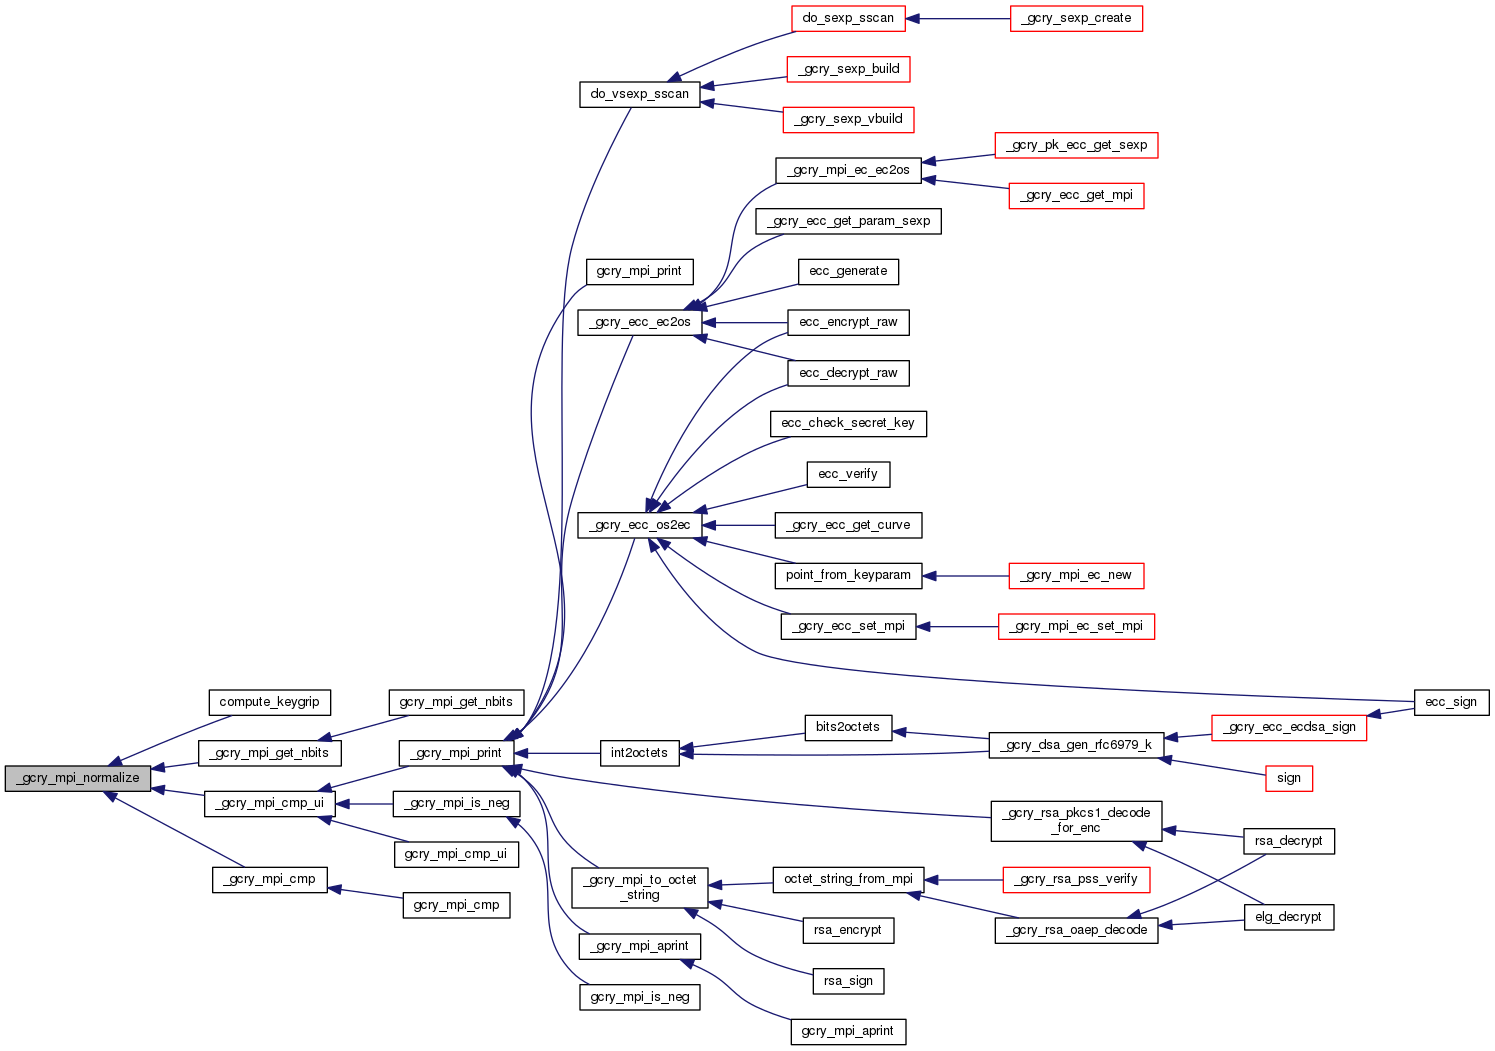 do_sexp_sscan
_gcry_sexp_create
_gcry_sexp_build
do_vsexp_sscan
_gcry_sexp_vbuild
_gcry_pk_ecc_get_sexp
_gcry_mpi_ec_ec2os
_gcry_ecc_get_mpi
_gcry_ecc_get_param_sexp
gcry_mpi_print
ecc_generate
_gcry_ecc_ec2os
ecc_encrypt_raw
ecc_decrypt_raw
ecc_check_secret_key
ecc_verify
_gcry_ecc_os2ec
_gcry_ecc_get_curve
point_from_keyparam
_gcry_mpi_ec_new
_gcry_ecc_set_mpi
_gcry_mpi_ec_set_mpi
compute_keygrip
gcry_mpi_get_nbits
ecc_sign
bits2octets
_gcry_ecc_ecdsa_sign
_gcry_mpi_get_nbits
_gcry_mpi_print
int2octets
_gcry_dsa_gen_rfc6979_k
_gcry_mpi_normalize
sign
_gcry_mpi_cmp_ui
_gcry_mpi_is_neg
_gcry_rsa_pkcs1_decode
_for_enc
rsa_decrypt
gcry_mpi_cmp_ui
_gcry_mpi_cmp
_gcry_mpi_to_octet
_string
octet_string_from_mpi
_gcry_rsa_pss_verify
gcry_mpi_cmp
elg_decrypt
rsa_encrypt
_gcry_rsa_oaep_decode
_gcry_mpi_aprint
rsa_sign
gcry_mpi_is_neg
gcry_mpi_aprint